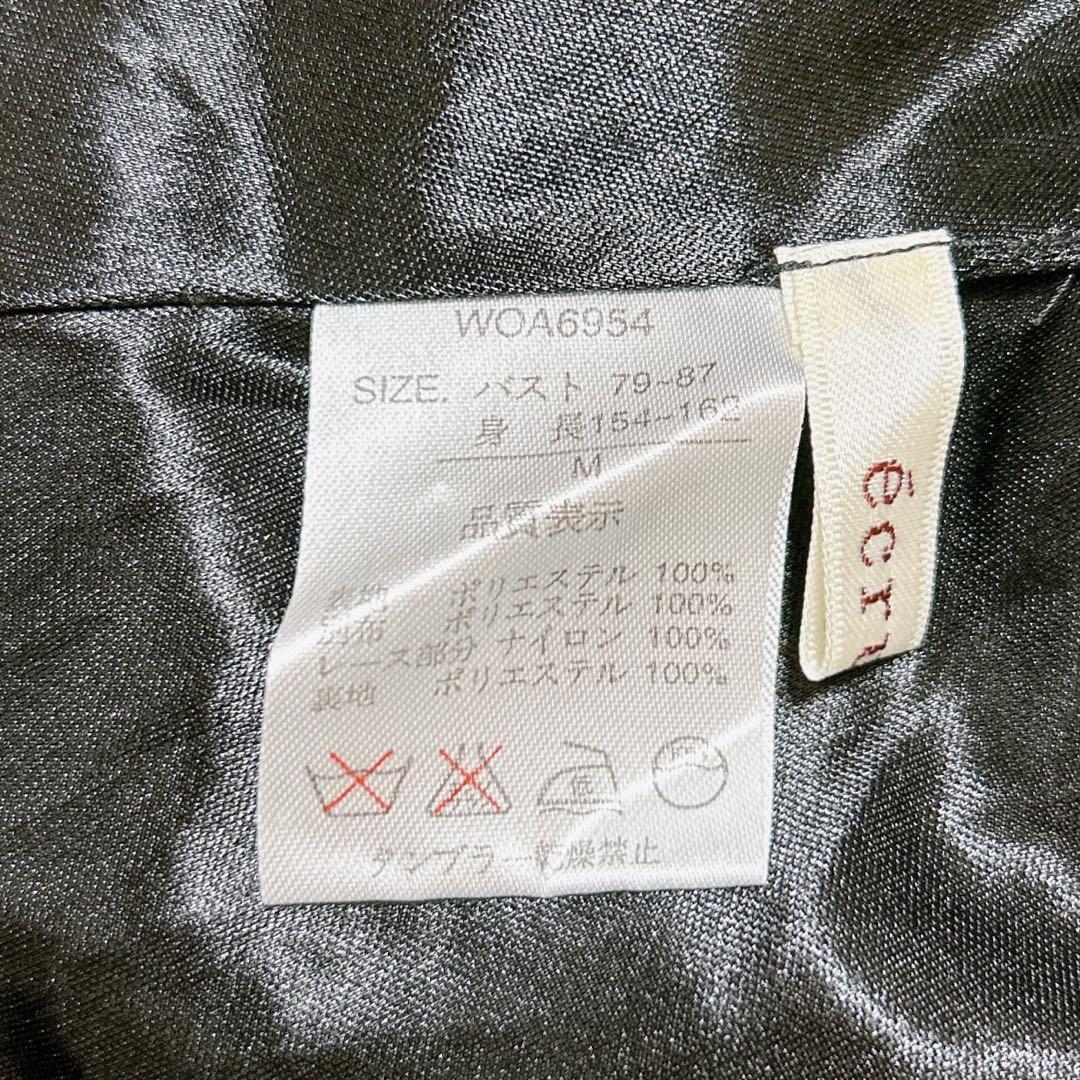 WOA6954
SIZE. バスト 79~87
身 長154~162
M
品質表示
表地 ポリエステル 100%
別布 ポリエステル 100%
レース部分 ナイロン 100%
裏地 ポリエステル 100%
低
タンブラー乾燥禁止
écru